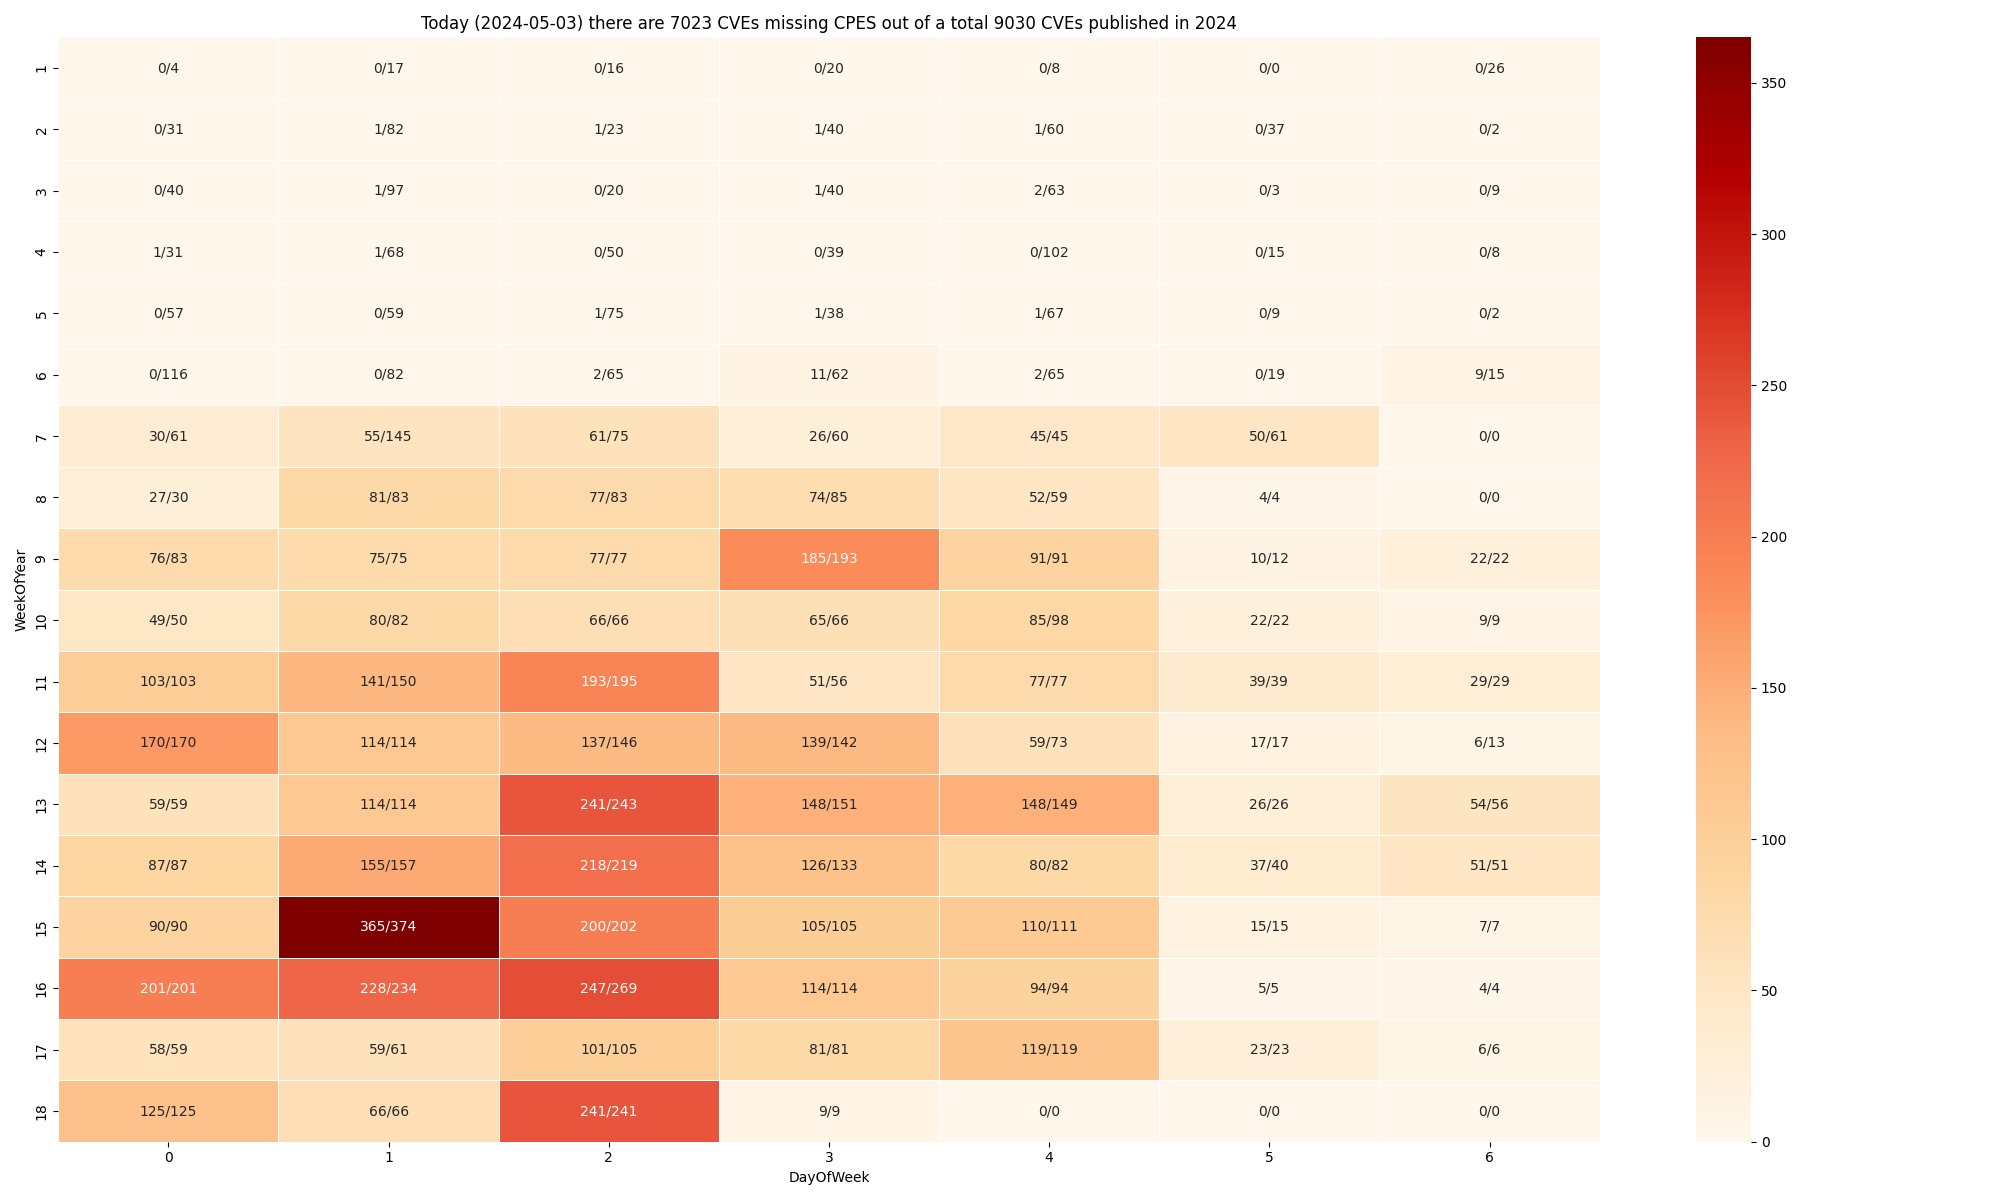 Today (2024-05-03) there are 7023 CVEs missing CPES out of a total 9030 CVEs published in 2024
1 0/4 0/17 0/16 0/20 0/8 0/0 0/26
2 0/31 1/82 1/23 1/40 1/60 0/37 0/2
3 0/40 1/97 0/20 1/40 2/63 0/3 0/9
4 1/31 1/68 0/50 0/39 0/102 0/15 0/8
5 0/57 0/59 1/75 1/38 1/67 0/9 0/2
6 0/116 0/82 2/65 11/62 2/65 0/19 9/15
7 30/61 55/145 61/75 26/60 45/45 50/61 0/0
8 27/30 81/83 77/83 74/85 52/59 4/4 0/0
9 76/83 75/75 77/77 185/193 91/91 10/12 22/22
10 49/50 80/82 66/66 65/66 85/98 22/22 9/9
11 103/103 141/150 193/195 51/56 77/77 39/39 29/29
12 170/170 114/114 137/146 139/142 59/73 17/17 6/13
13 59/59 114/114 241/243 148/151 148/149 26/26 54/56
14 87/87 155/157 218/219 126/133 80/82 37/40 51/51
15 90/90 365/374 200/202 105/105 110/111 15/15 7/7
16 201/201 228/234 247/269 114/114 94/94 5/5 4/4
17 58/59 59/61 101/105 81/81 119/119 23/23 6/6
18 125/125 66/66 241/241 9/9 0/0 0/0 0/0
0 1 2 3 4 5 6
DayOfWeek
WeekOfYear
350
300
250
200
150
100
50
0